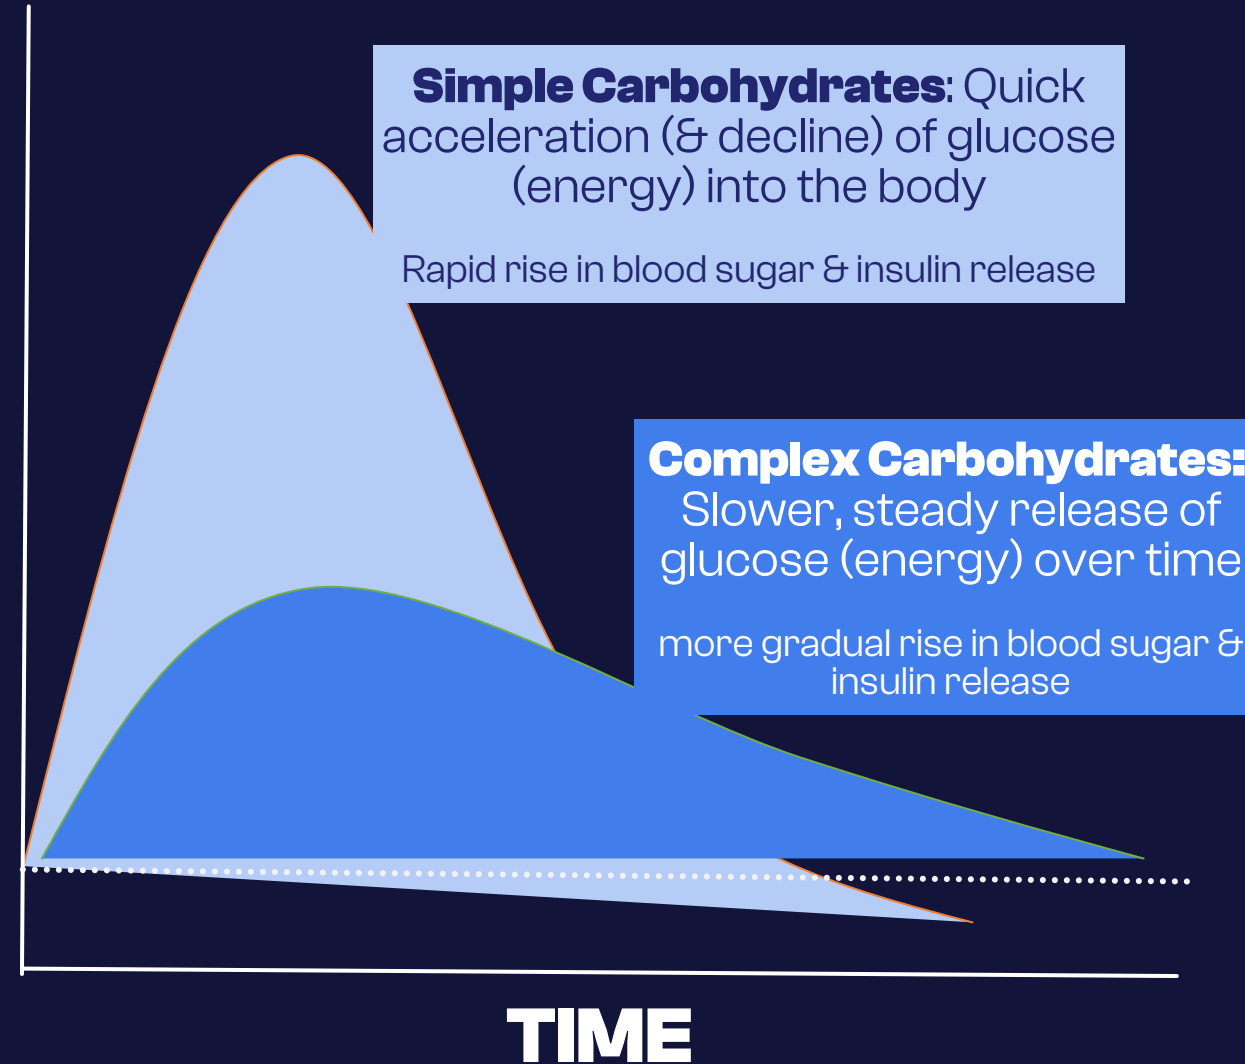 Simple Carbohydrates: Quick
acceleration (& decline) of glucose
(energy) into the body
Rapid rise in blood sugar & insulin release
Complex Carbohydrates:
Slower, steady release of
glucose (energy) over time
more gradual rise in blood sugar &
insulin release
TIME